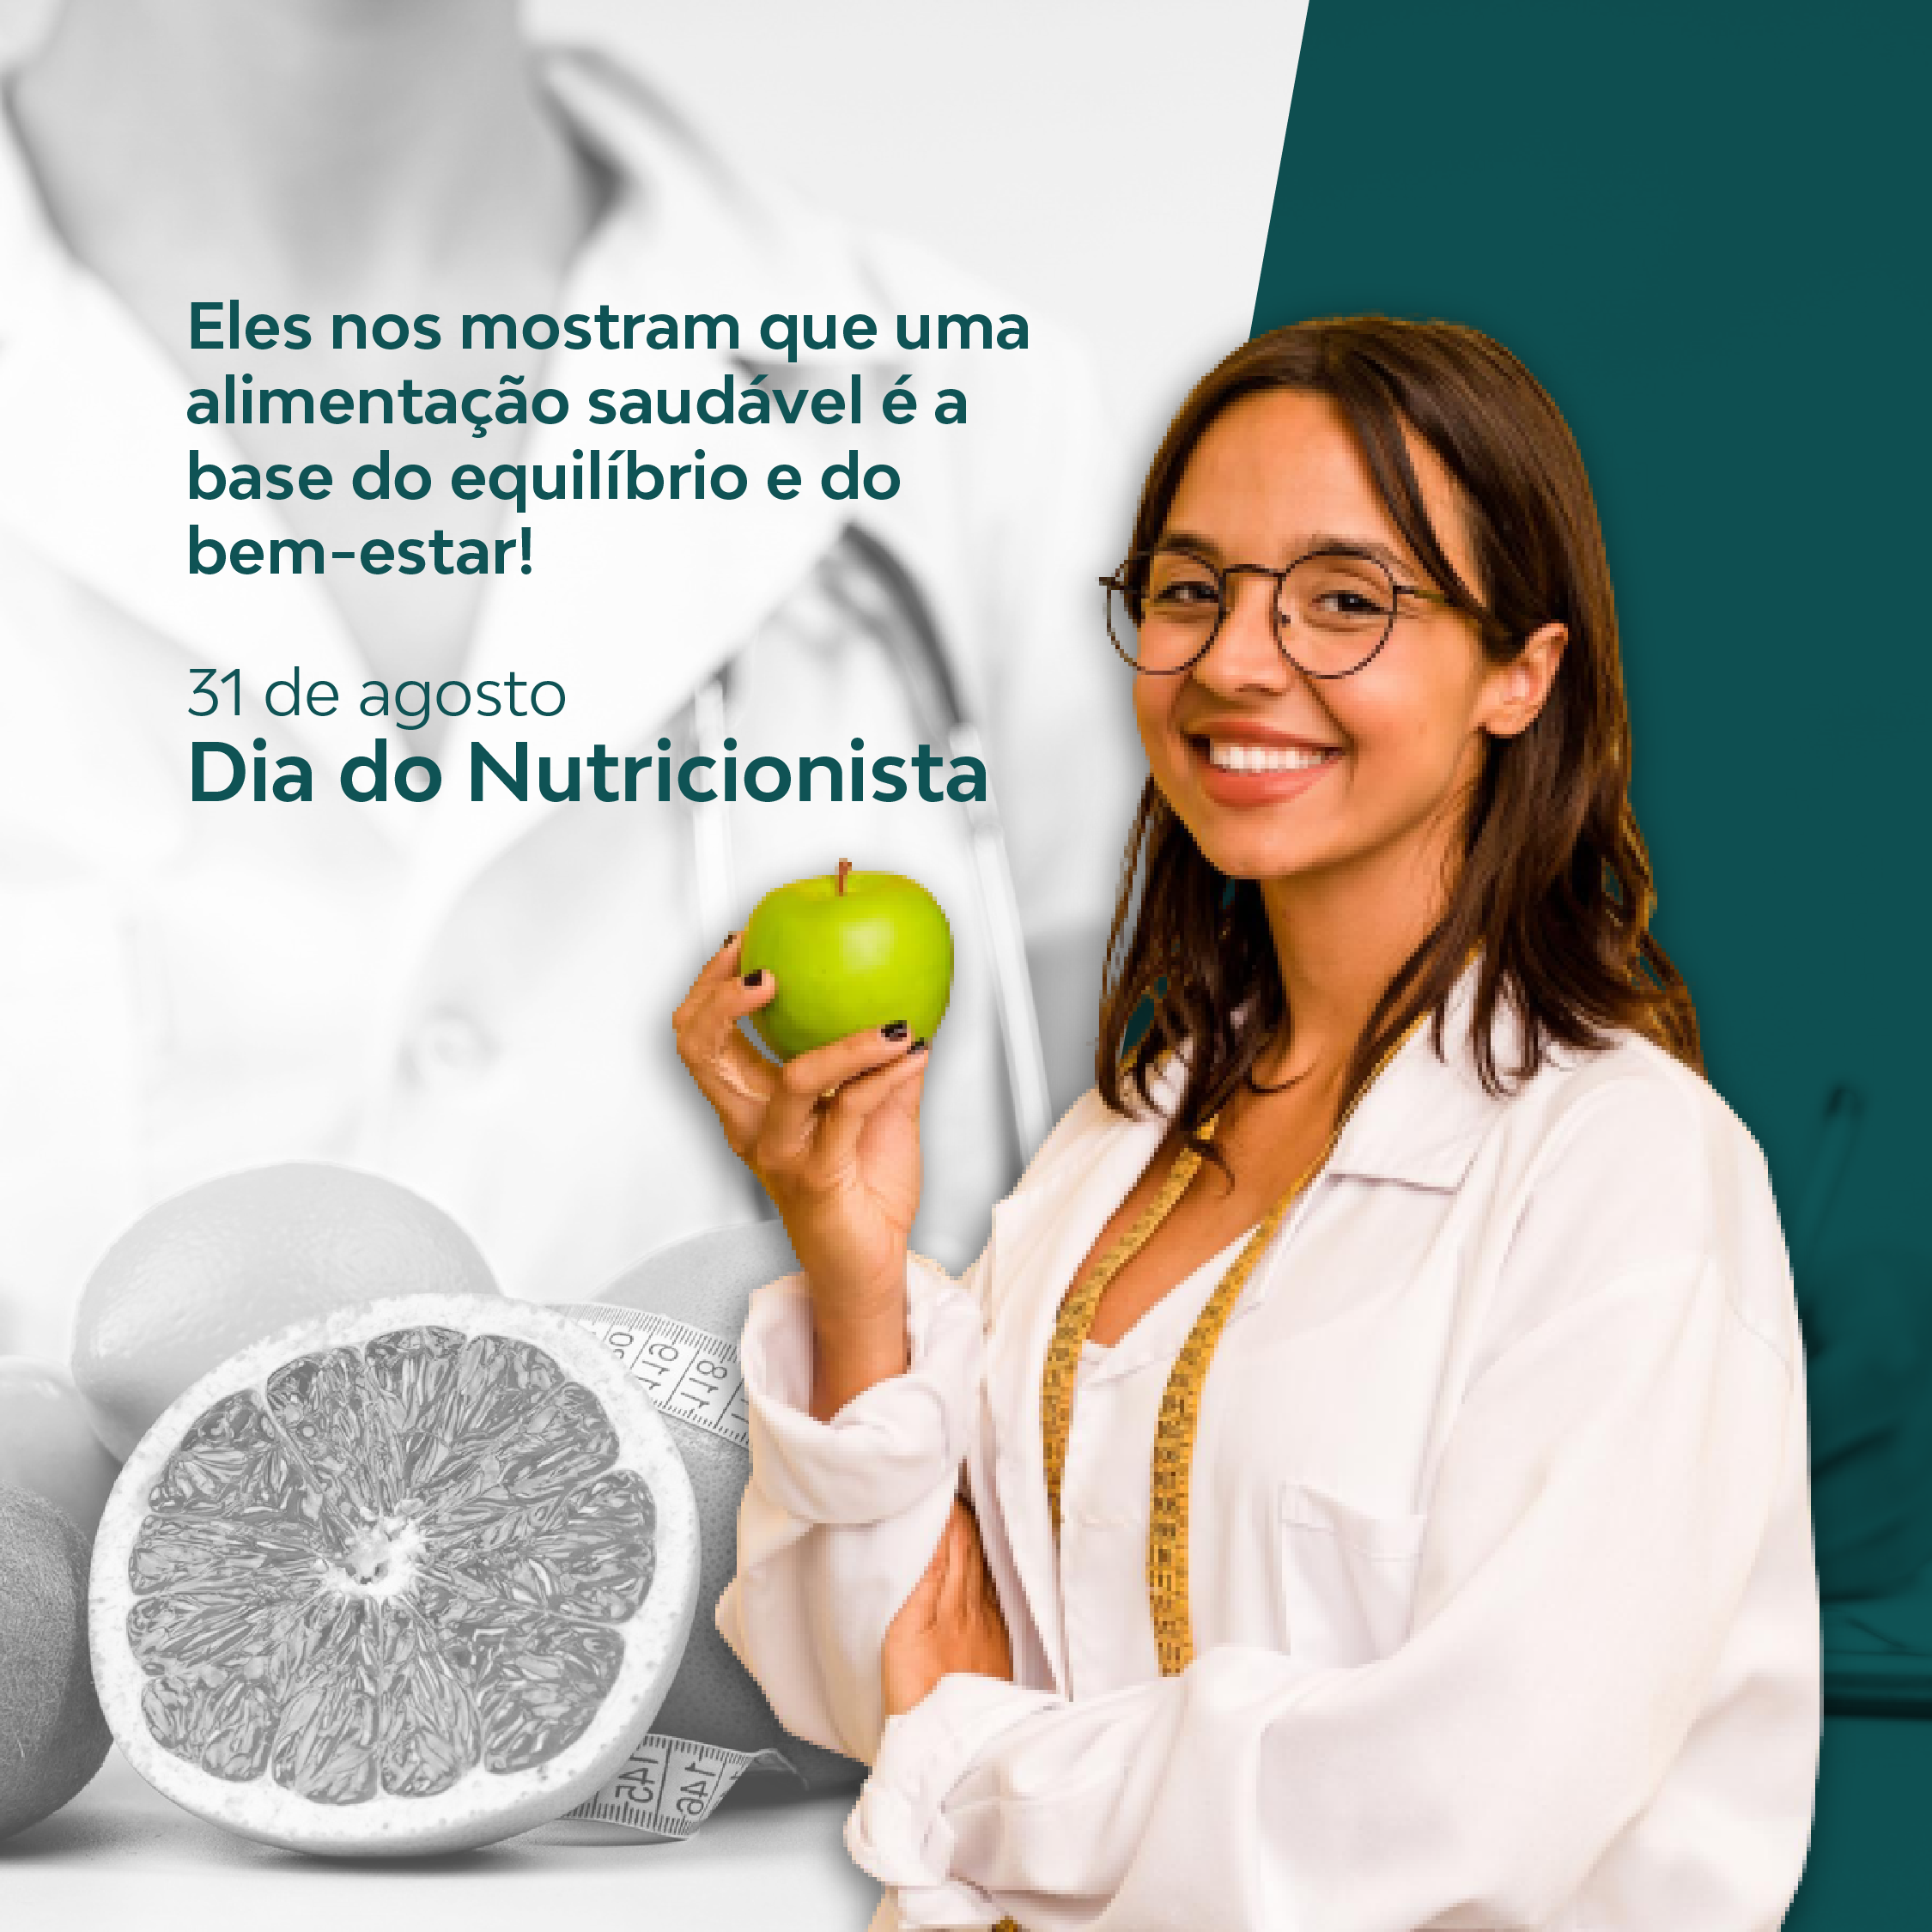 Eles nos mostram que uma
alimentação saudável é a
base do equilíbrio e do
bem-estar!
31 de agosto
Dia do Nutricionista